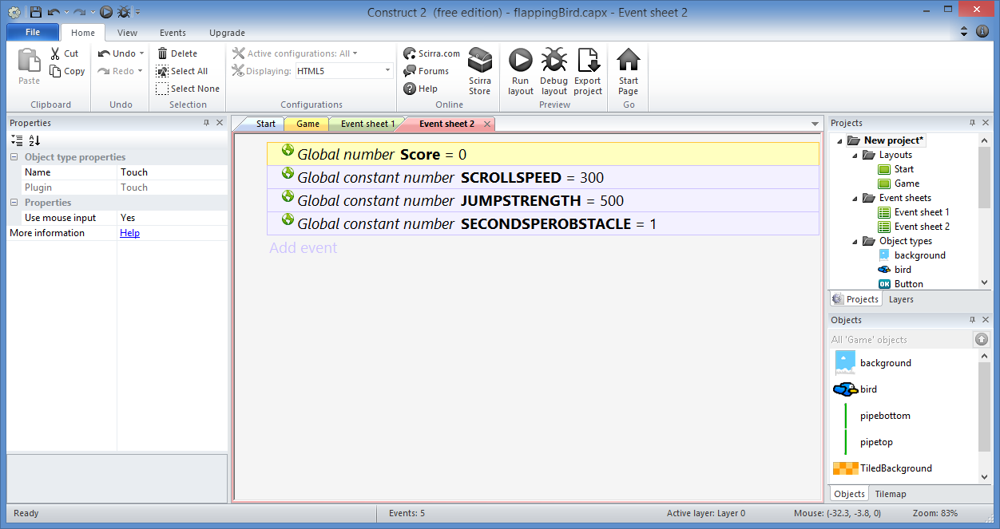 Construct 2 (free edition) - flappingBird.capx - Event sheet 2
File Home View Events Upgrade
Paste
Cut
Copy
Clipboard
Undo
Redo
Undo
Delete
Select All
Select None
Selection
Active configurations: All
Displaying: HTML5
Configurations
Scirra.com
Forums
Help
Scirra Store
Online
Run layout
Debug layout
Export project
Preview
Start Page
Go
Properties
Object type properties
Name Touch
Plugin Touch
Properties
Use mouse input Yes
More information Help
Start Game Event sheet 1 Event sheet 2
Global number Score = 0
Global constant number SCROLLSPEED = 300
Global constant number JUMPSTRENGTH = 500
Global constant number SECONDSPEROBSTACLE = 1
Add event
Projects
New project*
Layouts
Start
Game
Event sheets
Event sheet 1
Event sheet 2
Object types
background
bird
OK Button
Projects Layers
Objects
All 'Game' objects
background
bird
pipebottom
pipetop
TiledBackground
Objects Tilemap
Ready Events: 5 Active layer: Layer 0 Mouse: (-32.3, -3.8, 0) Zoom: 83%